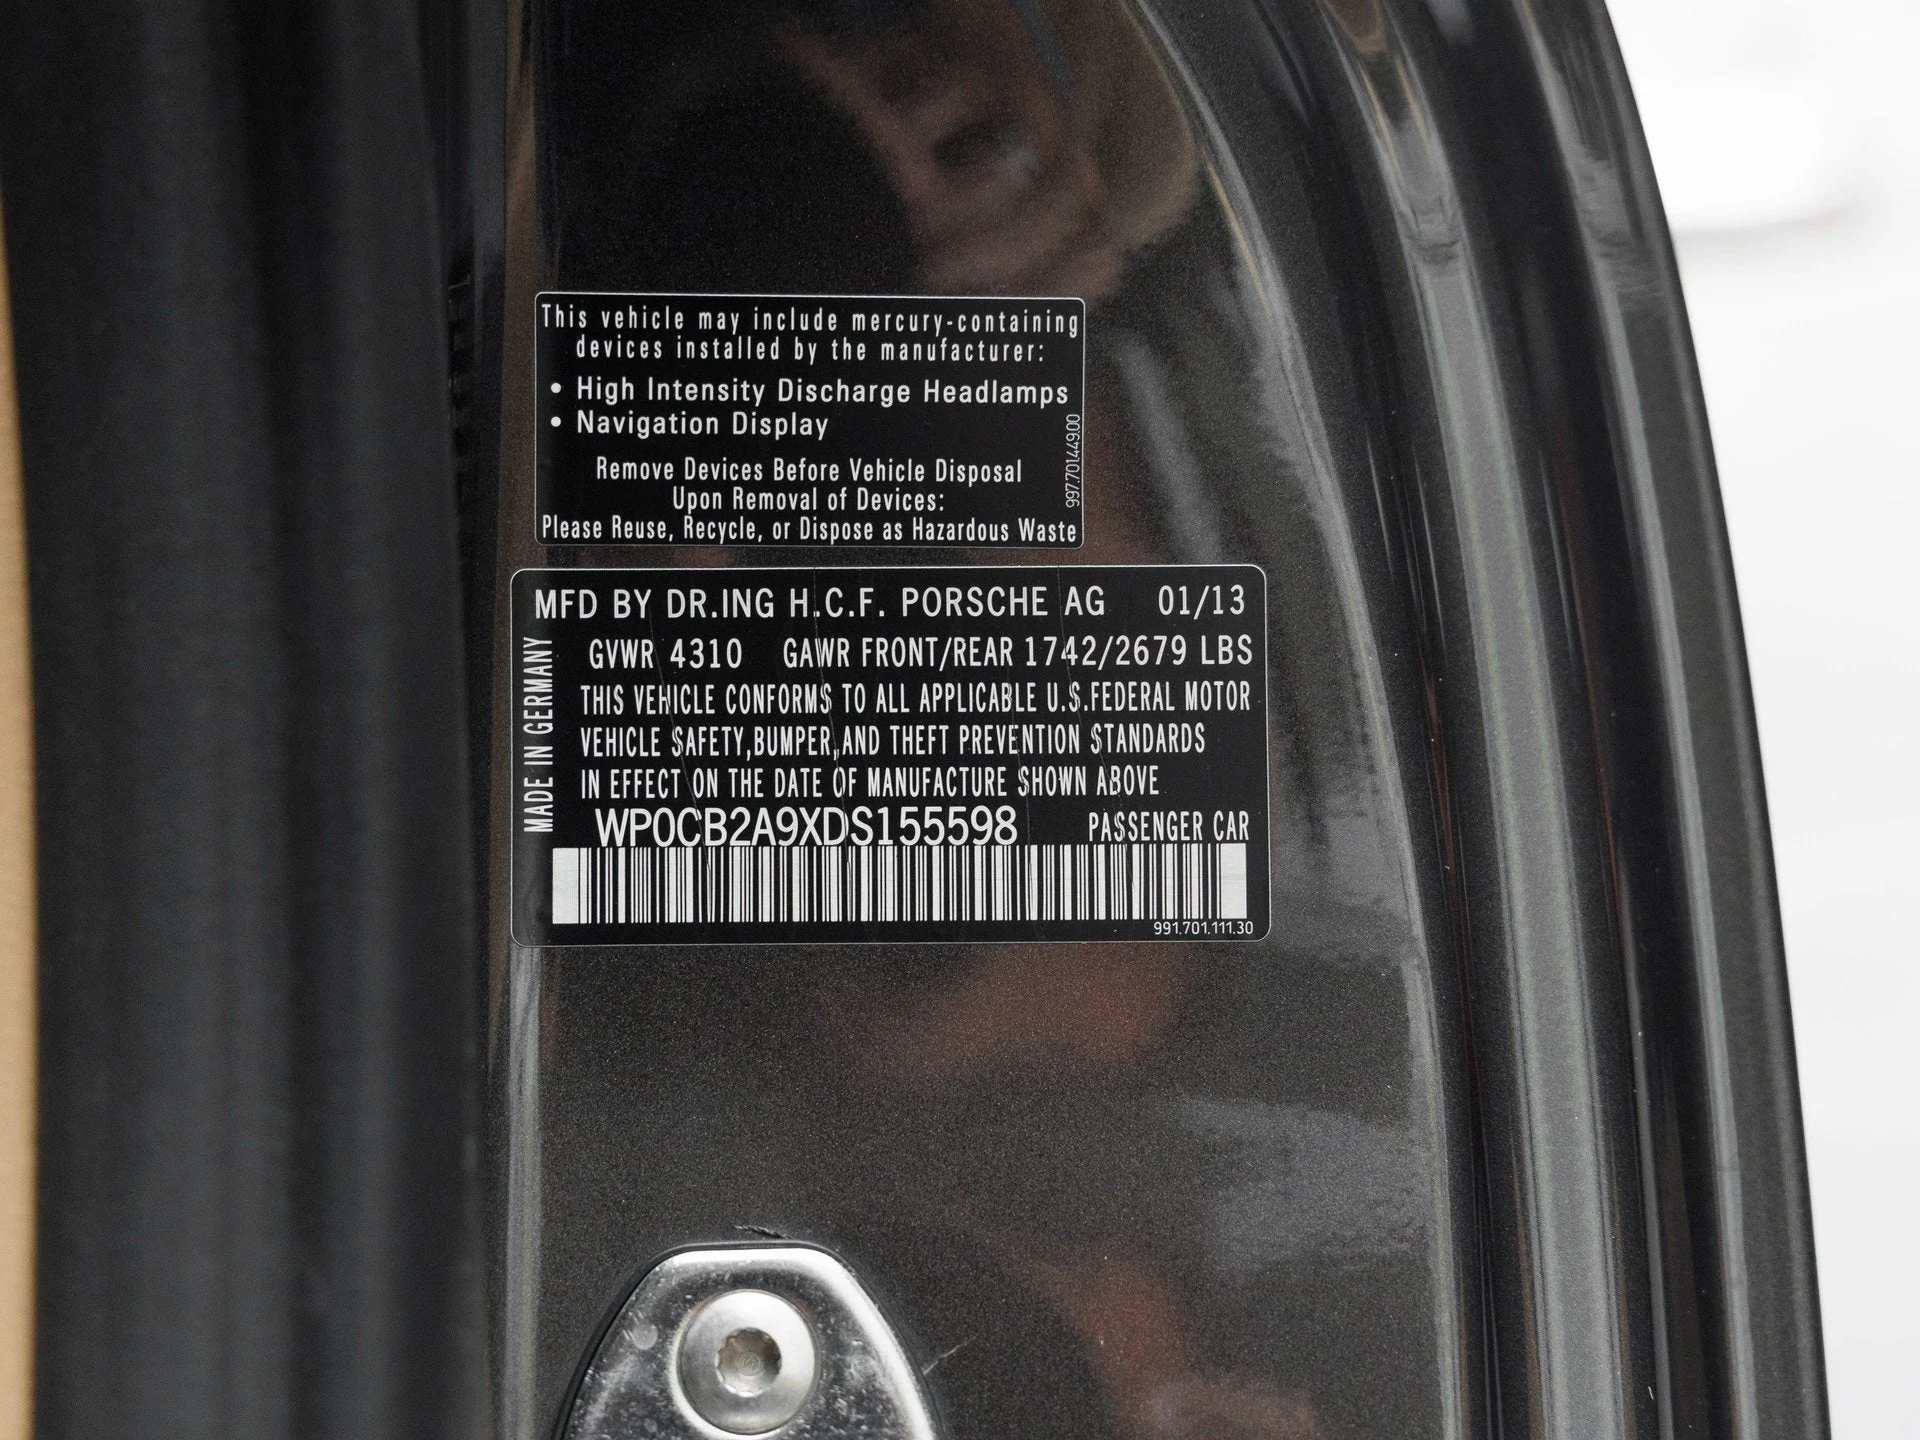 This vehicle may include mercury-containing
devices installed by the manufacturer:
• High Intensity Discharge Headlamps
• Navigation Display
Remove Devices Before Vehicle Disposal
Upon Removal of Devices:
Please Reuse, Recycle, or Dispose as Hazardous Waste
997.701.449.00
MFD BY DR.ING H.C.F. PORSCHE AG 01/13
GVWR 4310 GAWR FRONT/REAR 1742/2679 LBS
THIS VEHICLE CONFORMS TO ALL APPLICABLE U.S.FEDERAL MOTOR
VEHICLE SAFETY,BUMPER,AND THEFT PREVENTION STANDARDS
IN EFFECT ON THE DATE OF MANUFACTURE SHOWN ABOVE
MADE IN GERMANY
WP0CB2A9XDS155598 PASSENGER CAR
991.701.111.30